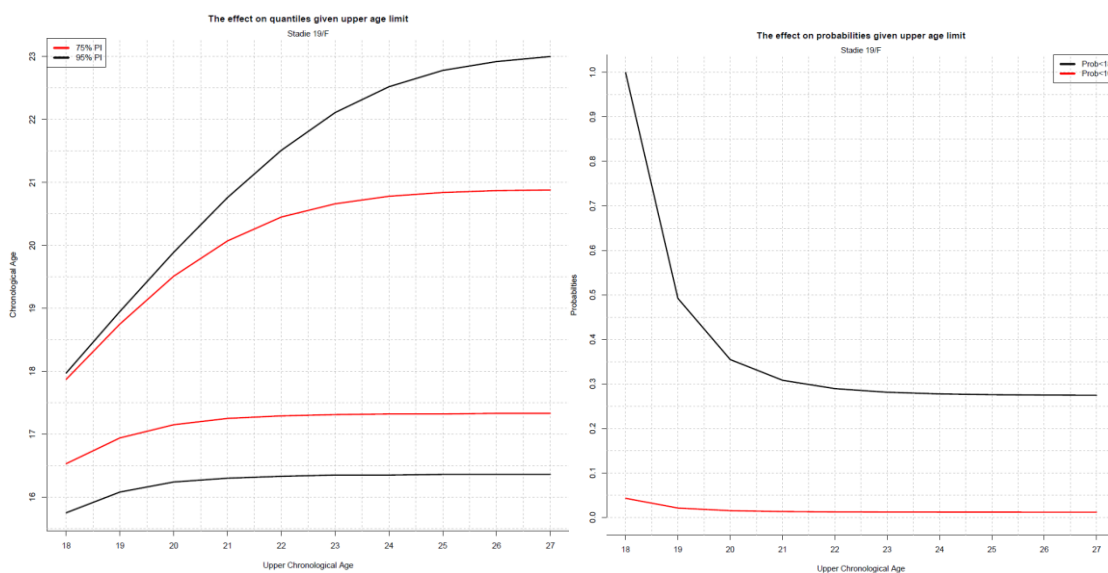 The effect on quantiles given upper age limit
Stadie 19/F
75% PI
95% PI
Chronological Age
23
22
21
20
19
18
17
16
18 19 20 21 22 23 24 25 26 27
Upper Chronological Age
The effect on probabilities given upper age limit
Stadie 19/F
Prob<1
Prob<1
Probabilities
1.0
0.9
0.8
0.7
0.6
0.5
0.4
0.3
0.2
0.1
0.0
18 19 20 21 22 23 24 25 26 27
Upper Chronological Age